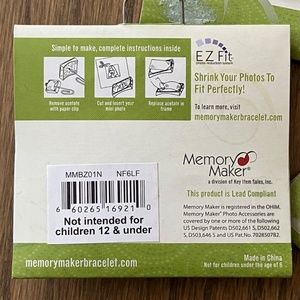 Simple to make, complete instructions inside
Remove acetate
with paper clip
Cut and insert your
mini photo
Replace acetate in
frame
EZ Fit
Shrink Your Photos To
Fit Perfectly!
To learn more, visit
memorymakerbracelet.com
MMBZ01N NF6LF
6 60265 16921 0
Not intended for
children 12 & under
Memory
Maker®
a division of Key Item Sales, Inc.
This product is Lead Compliant
Memory Maker is registered in the OHIM.
Memory Maker® Photo Accessories are
covered by one or more of the following
US Design Patents D502,661 S, D502,662
S, D503,646 S and US Pat.No. 7028507B2.
memorymakerbracelet.com
Made in China
Not for children under the age of 6